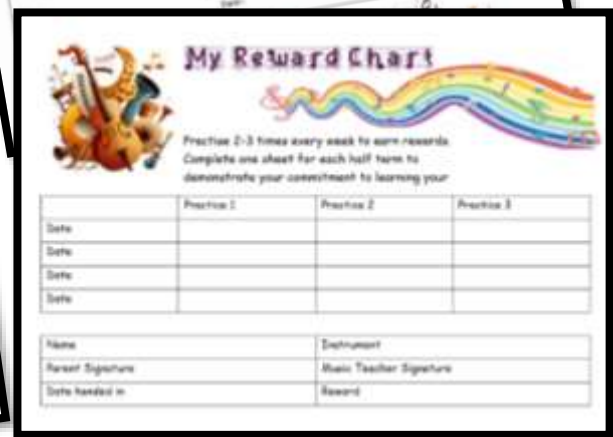 My Reward Chart
Practise 2-3 times every week to earn rewards.
Complete one sheet for each half term to
demonstrate your commitment to learning your
Practice 1 Practice 2 Practice 3
Date
Date
Date
Date
Name Instrument
Parent Signature Music Teacher Signature
Date handed in Reward